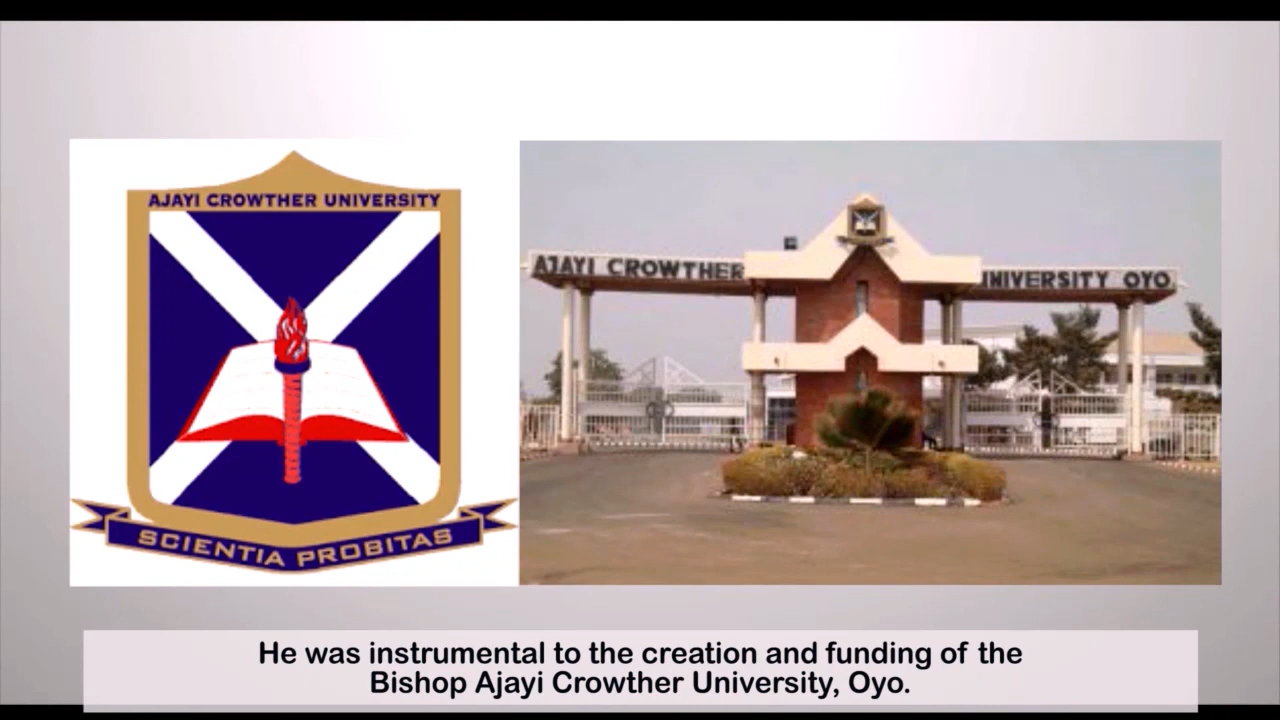 AJAYI CROWTHER UNIVERSITY
SCIENTIA PROBITAS
AJAYI CROWTHER UNIVERSITY OYO.
He was instrumental to the creation and funding of the
Bishop Ajayi Crowther University, Oyo.